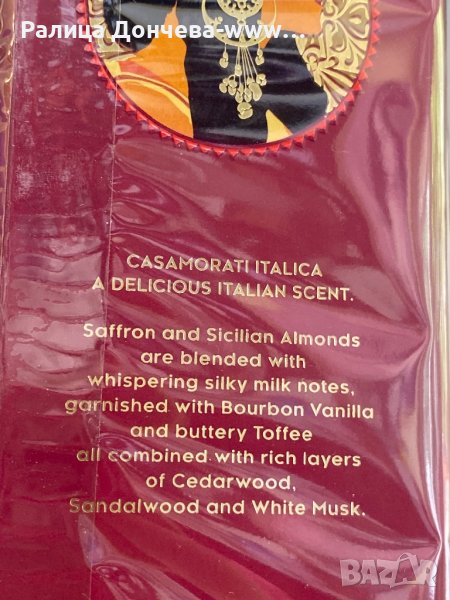 Ралица Дончева-www...
CASAMORATI ITALICA
A DELICIOUS ITALIAN SCENT.
Saffron and Sicilian Almonds
are blended with
whispering silky milk notes,
garnished with Bourbon Vanilla
and buttery Toffee
all combined with rich layers
of Cedarwood,
Sandalwood and White Musk.
BAZAR